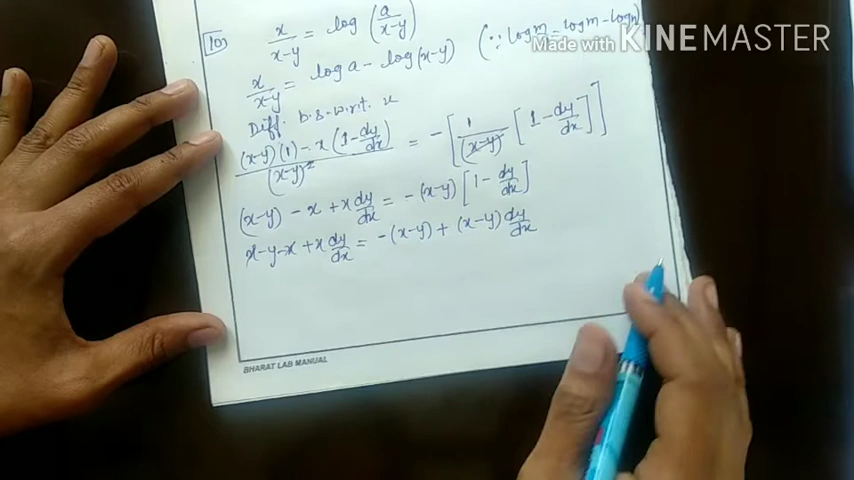 10) x/(x-y) = log (a/(x-y))
x/(x-y) = log a - log(x-y) (∵ log m/n = log m - log n)
Made with KINEMASTER
Diff. b.s.w.r.t. x
((x-y)(1) - x(1-dy/dx))/(x-y)² = -[1/(x-y) [1-dy/dx]]
(x-y) - x + x dy/dx = -(x-y)[1-dy/dx]
x-y-x + x dy/dx = -(x-y) + (x-y) dy/dx
BHARAT LAB MANUAL